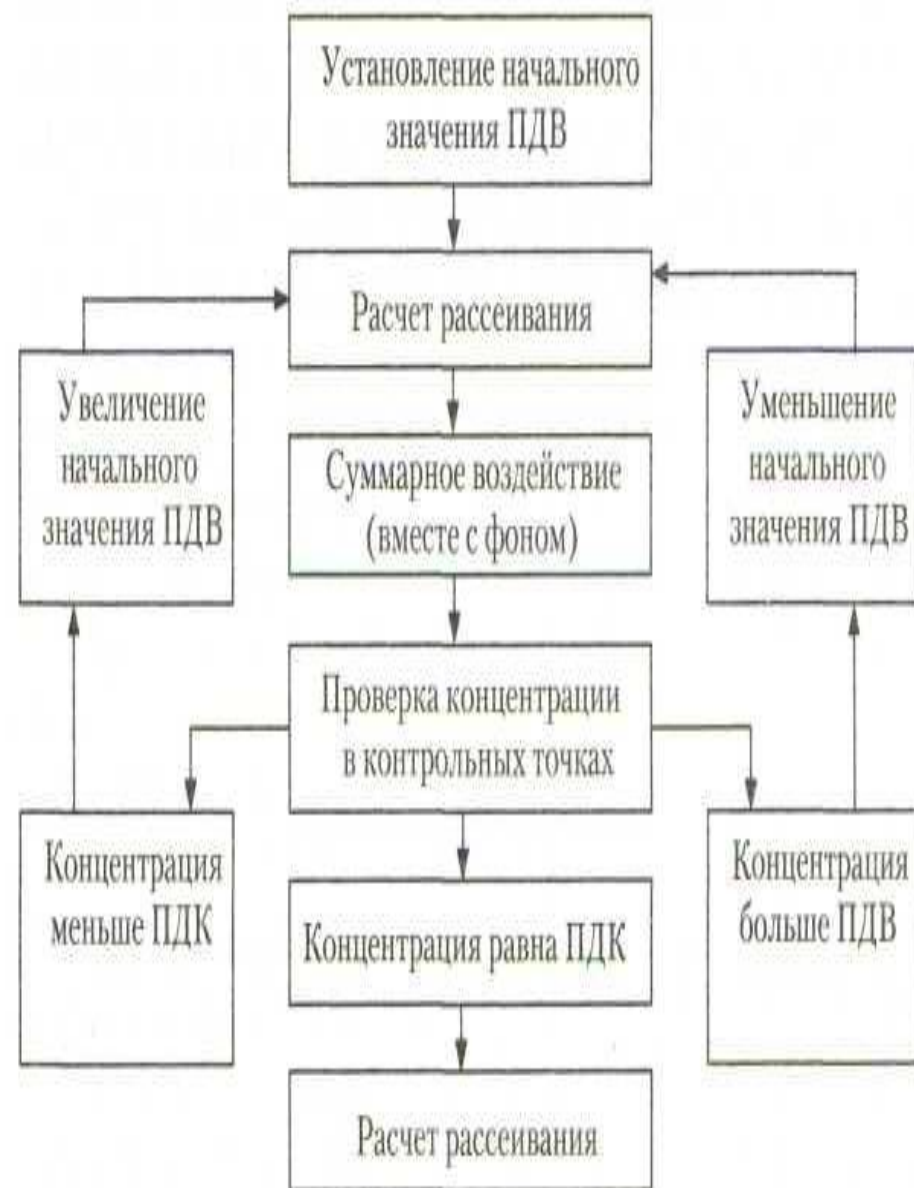 Установление начального
значения ПДВ
Расчет рассеивания
Увеличение
начального
значения ПДВ
Суммарное воздействие
(вместе с фоном)
Уменьшение
начального
значения ПДВ
Проверка концентрации
в контрольных точках
Концентрация
меньше ПДК
Концентрация равна ПДК
Концентрация
больше ПДВ
Расчет рассеивания